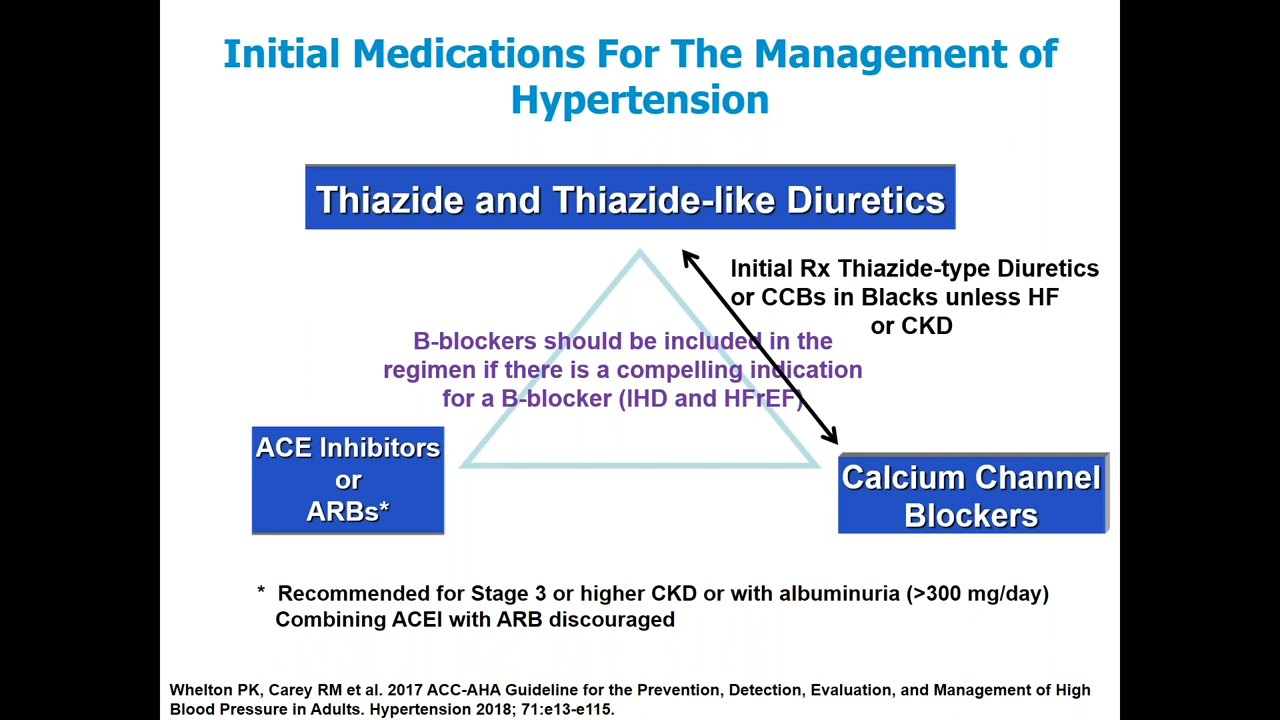 Initial Medications For The Management of
Hypertension
Thiazide and Thiazide-like Diuretics
Initial Rx Thiazide-type Diuretics
or CCBs in Blacks unless HF
or CKD
B-blockers should be included in the
regimen if there is a compelling indication
for a B-blocker (IHD and HFrEF)
ACE Inhibitors
or
ARBs*
Calcium Channel
Blockers
* Recommended for Stage 3 or higher CKD or with albuminuria (>300 mg/day)
Combining ACEI with ARB discouraged
Whelton PK, Carey RM et al. 2017 ACC-AHA Guideline for the Prevention, Detection, Evaluation, and Management of High
Blood Pressure in Adults. Hypertension 2018; 71:e13-e115.